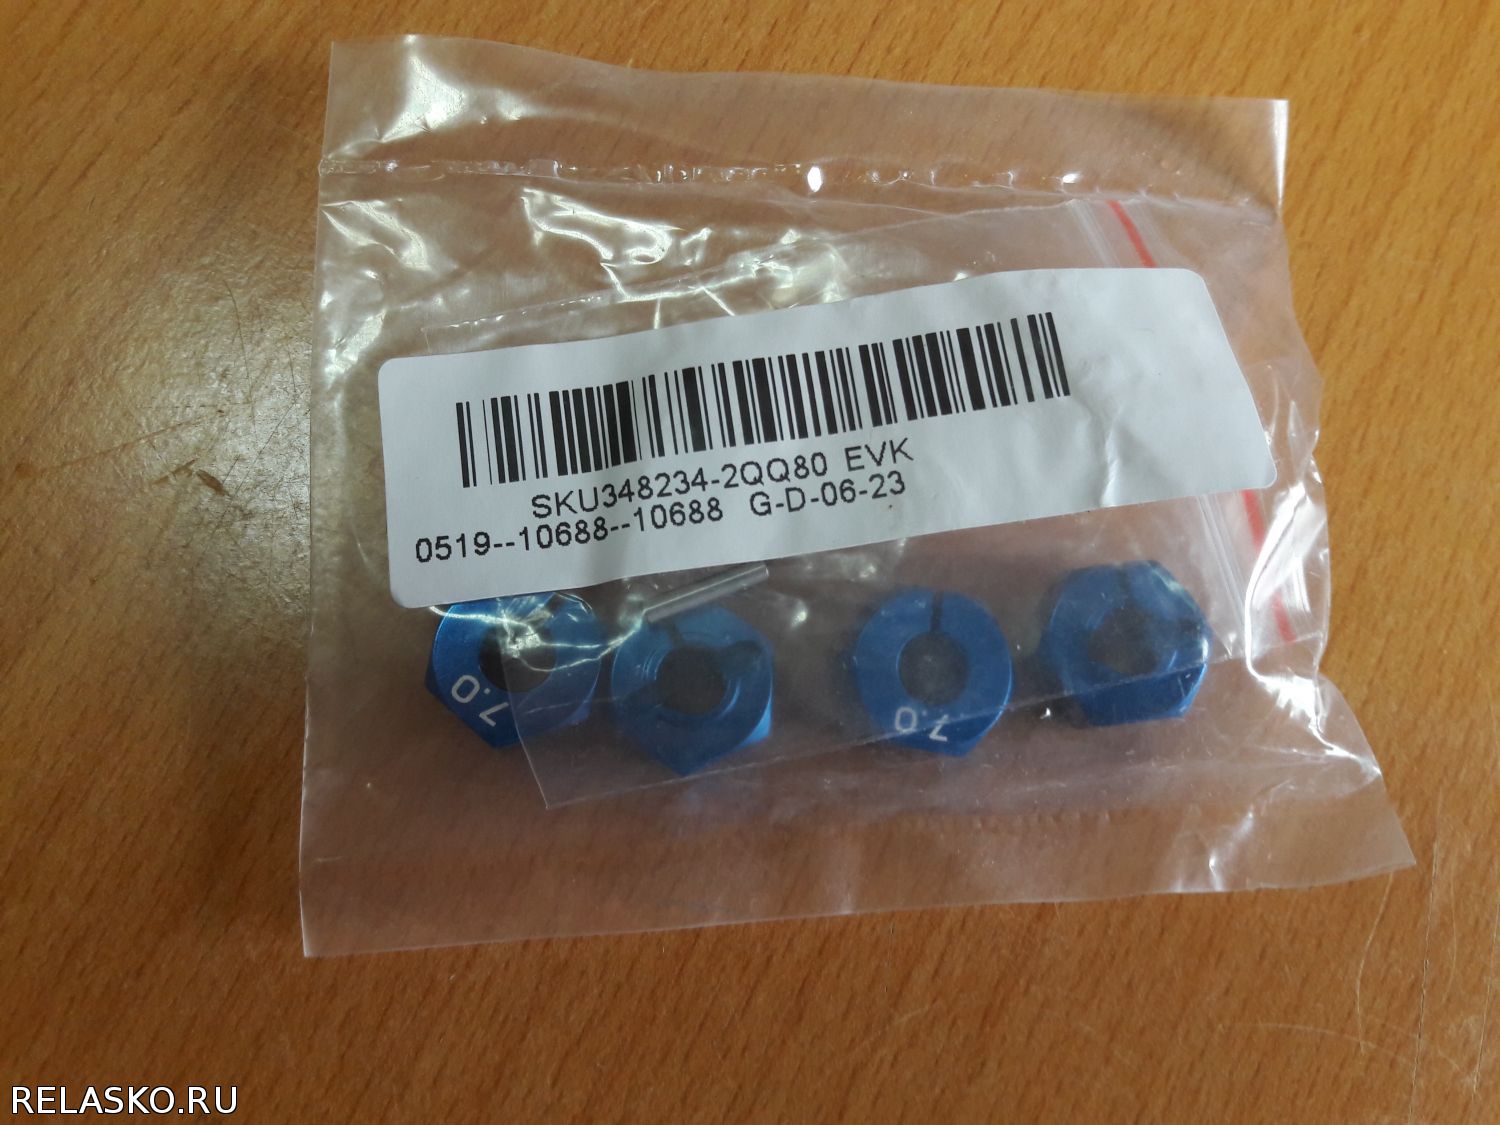 SKU348234-2QQ80 EVK
0519--10688--10688 G-D-06-23
7.0
7.0
RELASKO.RU